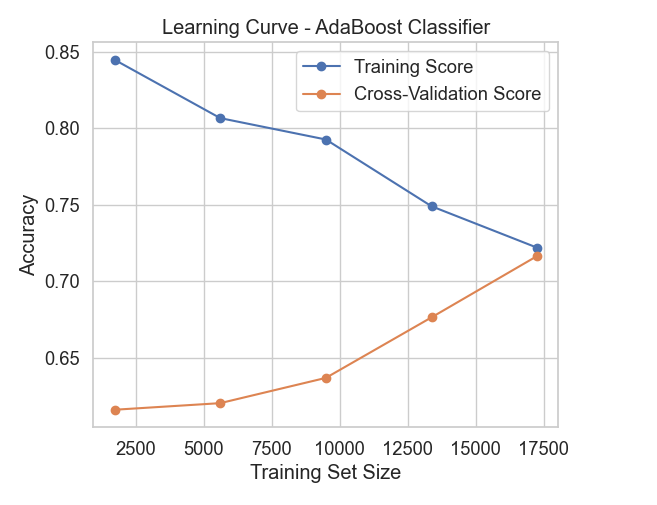 Learning Curve - AdaBoost Classifier
Training Score
Cross-Validation Score
Accuracy
0.85
0.80
0.75
0.70
0.65
2500 5000 7500 10000 12500 15000 17500
Training Set Size